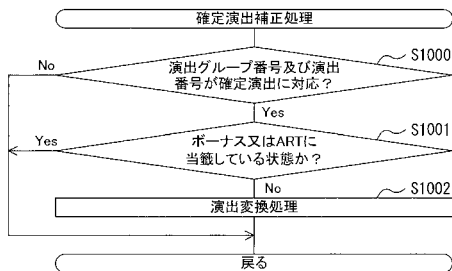 確定演出補正処理
S1000
No
演出グループ番号及び演出
番号が確定演出に対応？
Yes
S1001
Yes
ボーナス又はARTに
当籤している状態か？
No
S1002
演出変換処理
戻る